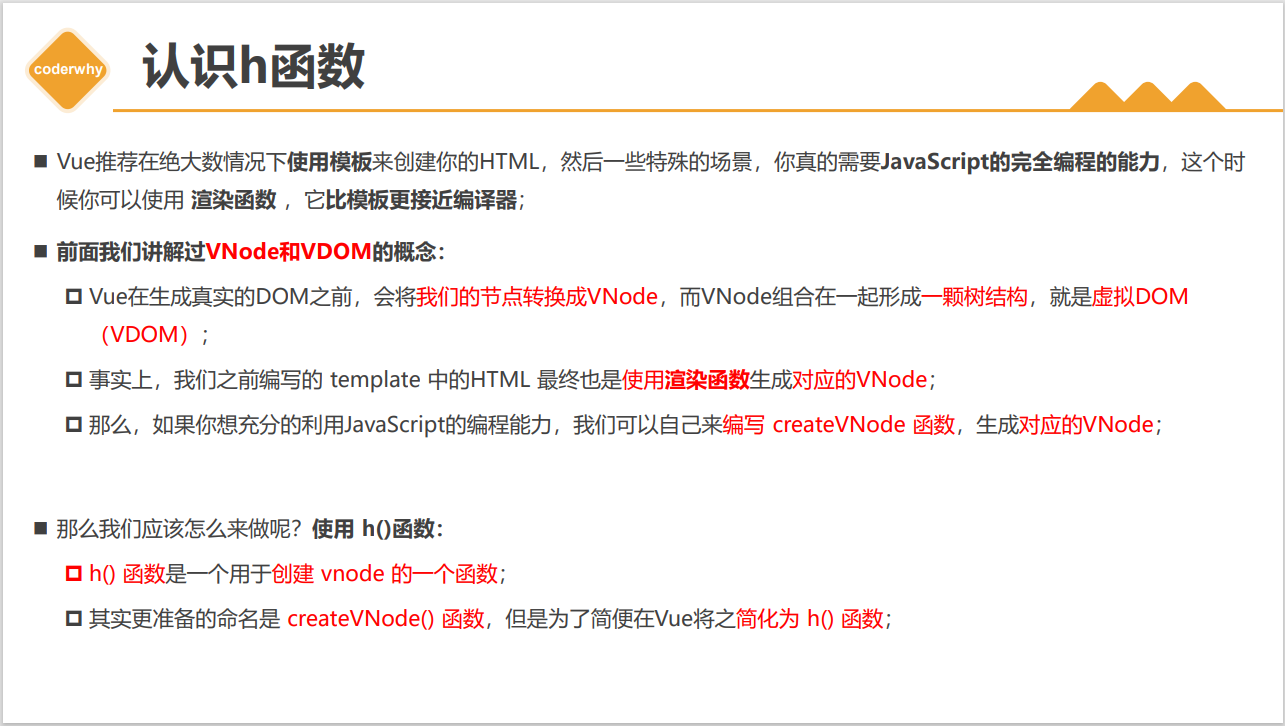 coderwhy
认识h函数
Vue推荐在绝大数情况下使用模板来创建你的HTML，然后一些特殊的场景，你真的需要JavaScript的完全编程的能力，这个时
候你可以使用 渲染函数 ，它比模板更接近编译器；
前面我们讲解过VNode和VDOM的概念：
Vue在生成真实的DOM之前，会将我们的节点转换成VNode，而VNode组合在一起形成一颗树结构，就是虚拟DOM
（VDOM）；
事实上，我们之前编写的 template 中的HTML 最终也是使用渲染函数生成对应的VNode；
那么，如果你想充分的利用JavaScript的编程能力，我们可以自己来编写 createVNode 函数，生成对应的VNode；
那么我们应该怎么来做呢？使用 h()函数：
h() 函数是一个用于创建 vnode 的一个函数；
其实更准备的命名是 createVNode() 函数，但是为了简便在Vue将之简化为 h() 函数；